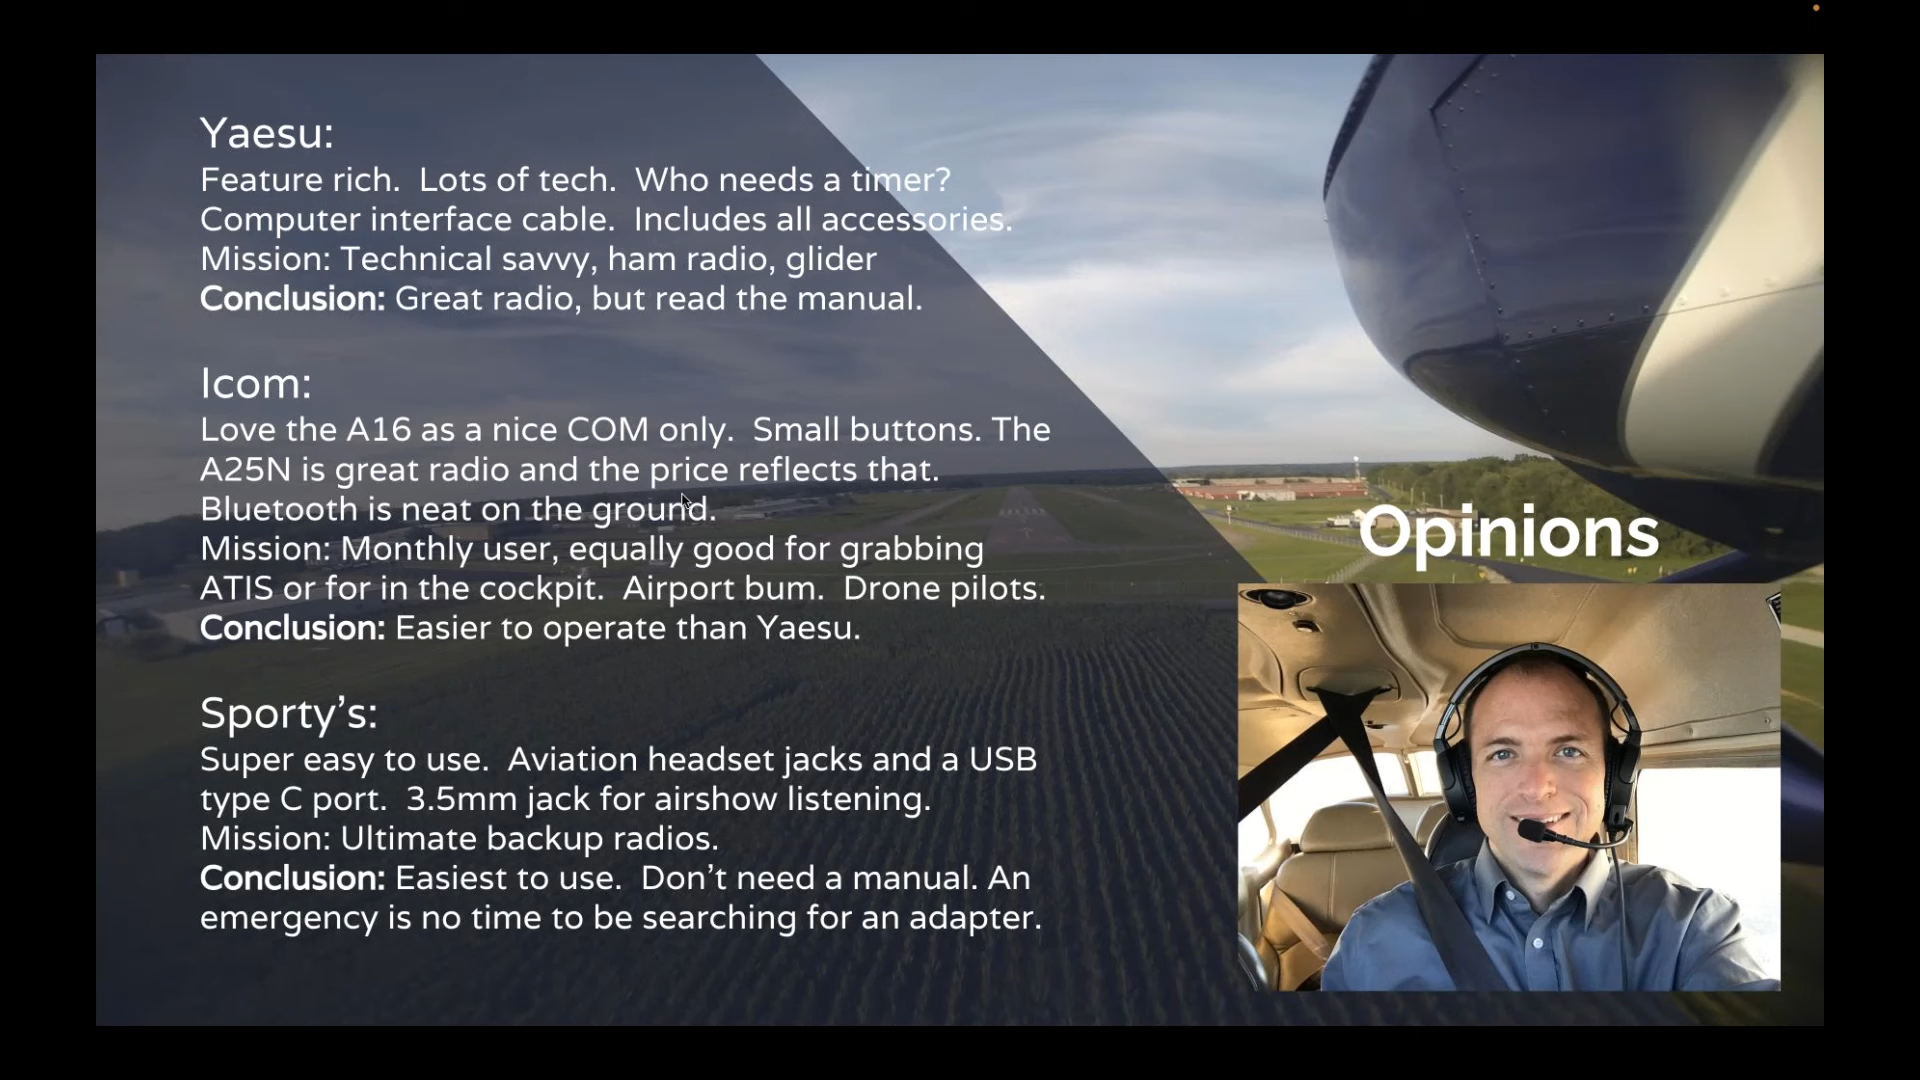 Yaesu:
Feature rich.  Lots of tech.  Who needs a timer?
Computer interface cable.  Includes all accessories.
Mission: Technical savvy, ham radio, glider
Conclusion: Great radio, but read the manual.
Icom:
Love the A16 as a nice COM only.  Small buttons. The
A25N is great radio and the price reflects that.
Bluetooth is neat on the ground.
Mission: Monthly user, equally good for grabbing
ATIS or for in the cockpit.  Airport bum.  Drone pilots.
Conclusion: Easier to operate than Yaesu.
Sporty’s:
Super easy to use.  Aviation headset jacks and a USB
type C port.  3.5mm jack for airshow listening.
Mission: Ultimate backup radios.
Conclusion: Easiest to use.  Don’t need a manual. An
emergency is no time to be searching for an adapter.
Opinions